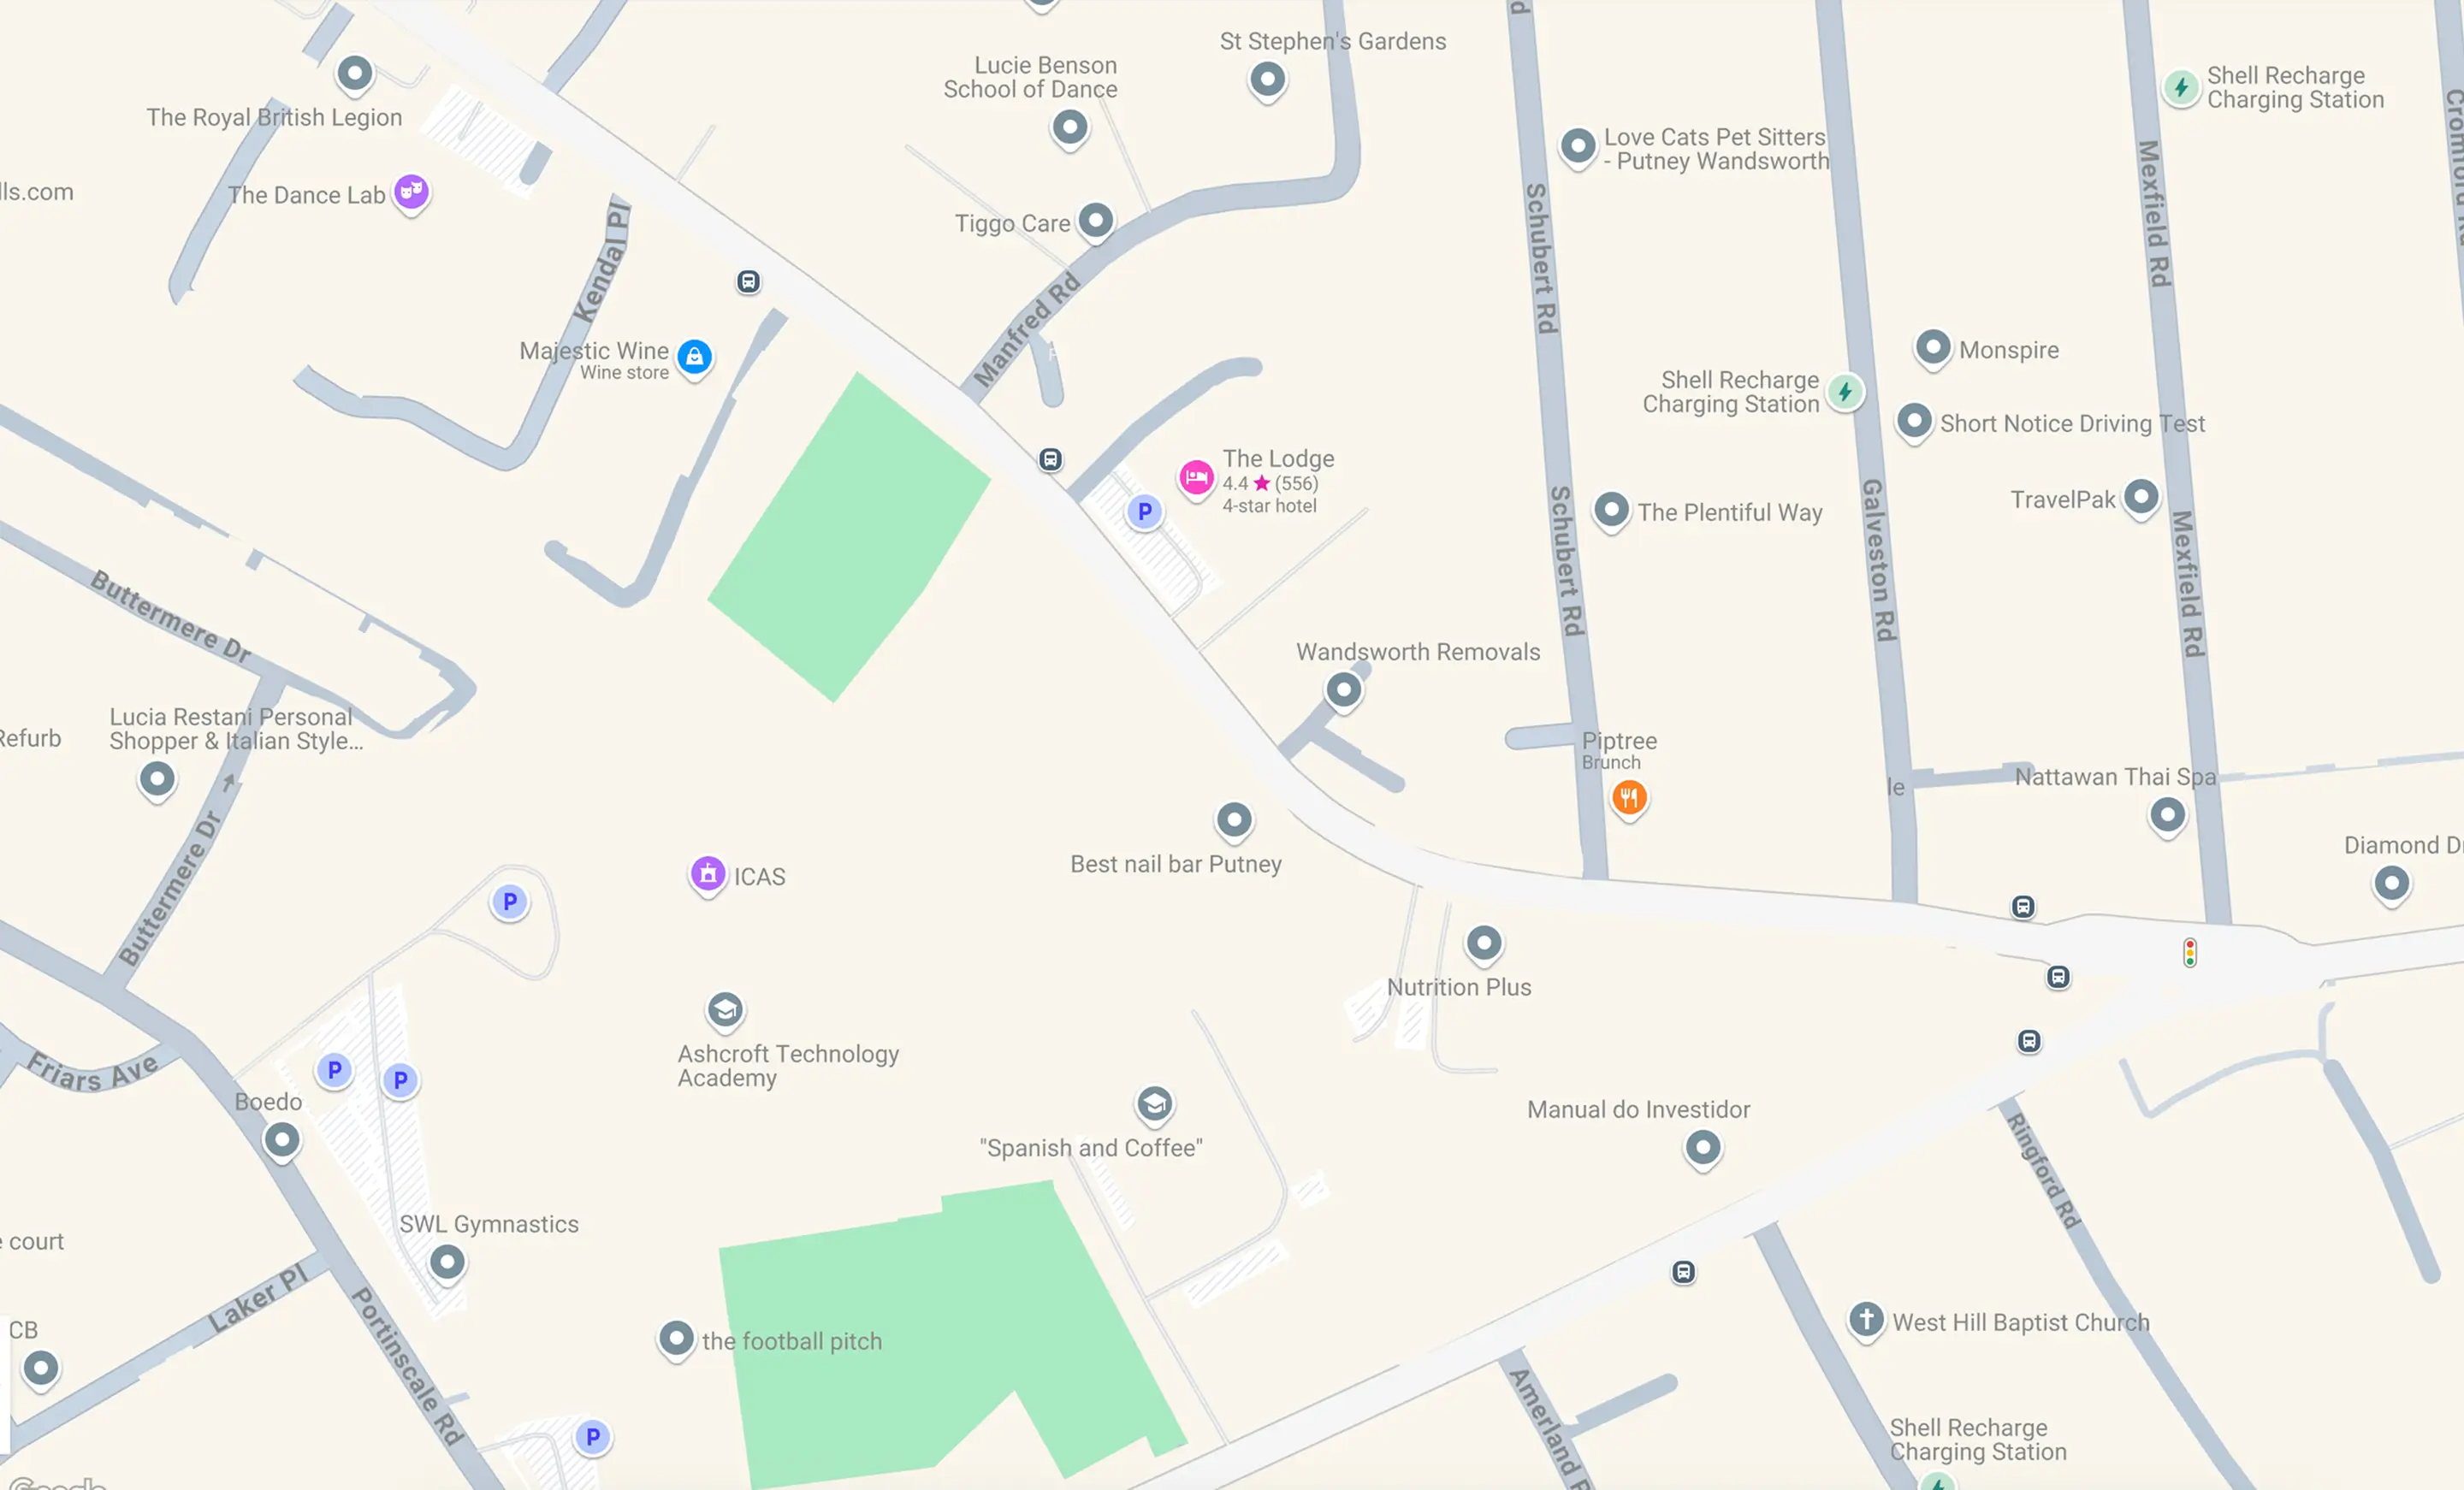 St Stephen's Gardens
Lucie Benson
School of Dance
Shell Recharge
Charging Station
The Royal British Legion
Love Cats Pet Sitters
- Putney Wandsworth
lls.com
The Dance Lab
Kendal Pl
Tiggo Care
Manfred Rd
Schubert Rd
Mexfield Rd
Majestic Wine
Wine store
Monspire
Shell Recharge
Charging Station
Short Notice Driving Test
The Lodge
4.4 ★ (556)
4-star hotel
P
Schubert Rd
The Plentiful Way
Galveston Rd
TravelPak
Mexfield Rd
Buttermere Dr
Wandsworth Removals
Lucia Restani Personal
Shopper & Italian Style...
Refurb
Piptree
Brunch
le
Nattawan Thai Spa
Buttermere Dr
Best nail bar Putney
Diamond
ICAS
P
Nutrition Plus
Ashcroft Technology
Academy
Friars Ave
P
P
Boedo
"Spanish and Coffee"
Manual do Investidor
Ringford Rd
SWL Gymnastics
court
Laker Pl
Portinscale Rd
CB
the football pitch
West Hill Baptist Church
Amerland
P
Shell Recharge
Charging Station
Google